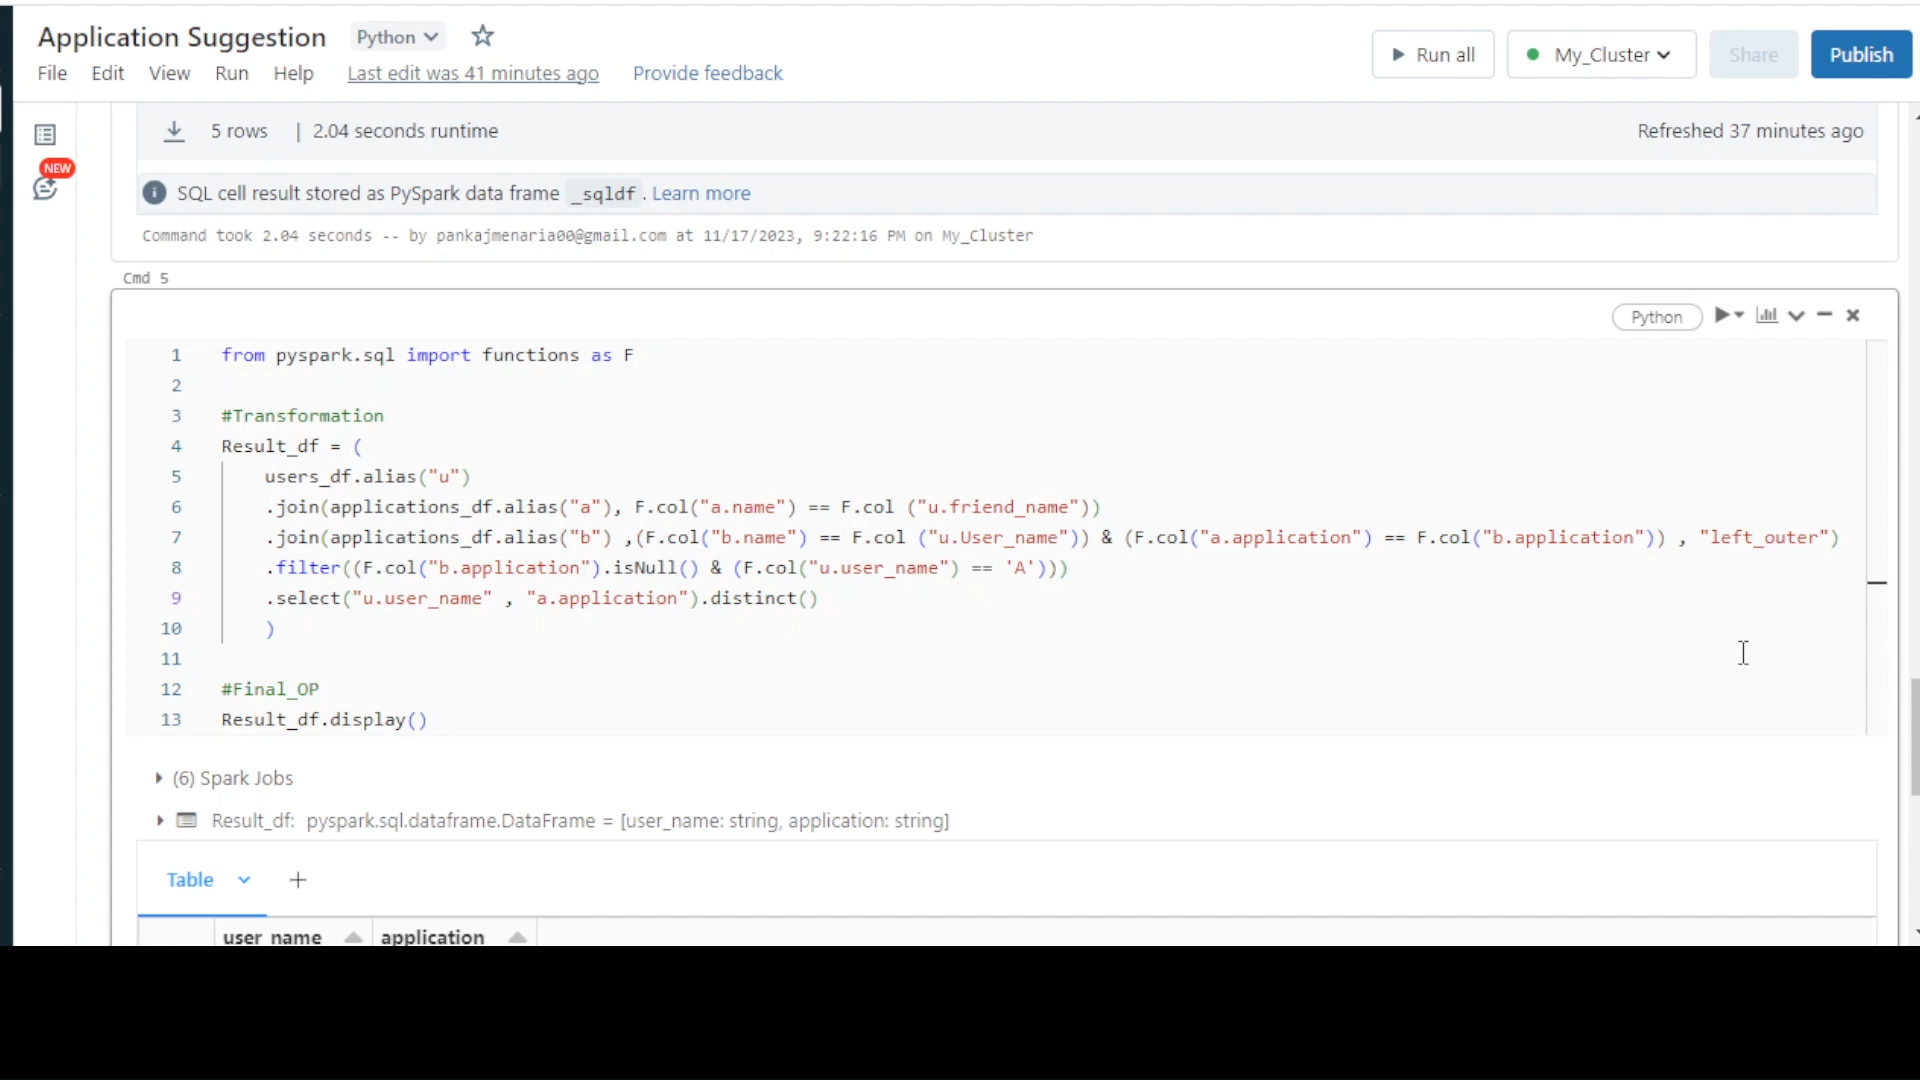 Application Suggestion Python
File Edit View Run Help Last edit was 41 minutes ago Provide feedback
Run all My_Cluster Share Publish
NEW
5 rows | 2.04 seconds runtime Refreshed 37 minutes ago
SQL cell result stored as PySpark data frame _sqldf . Learn more
Command took 2.04 seconds -- by pankajmenaria00@gmail.com at 11/17/2023, 9:22:16 PM on My_Cluster
Cmd 5
Python
1 from pyspark.sql import functions as F
2
3 #Transformation
4 Result_df = (
5 users_df.alias("u")
6 .join(applications_df.alias("a"), F.col("a.name") == F.col ("u.friend_name"))
7 .join(applications_df.alias("b") ,(F.col("b.name") == F.col ("u.User_name")) & (F.col("a.application") == F.col("b.application")) , "left_outer")
8 .filter((F.col("b.application").isNull() & (F.col("u.user_name") == 'A')))
9 .select("u.user_name" , "a.application").distinct()
10 )
11
12 #Final_OP
13 Result_df.display()
(6) Spark Jobs
Result_df: pyspark.sql.dataframe.DataFrame = [user_name: string, application: string]
Table +
user_name application